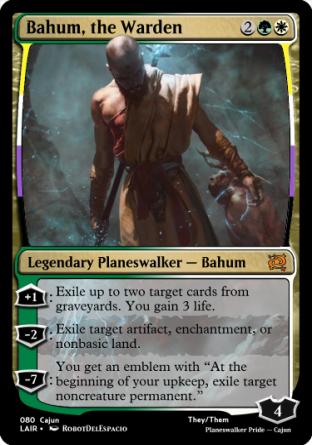 Bahum, the Warden 2
Legendary Planeswalker — Bahum
+1: Exile up to two target cards from
graveyards. You gain 3 life.
-2: Exile target artifact, enchantment, or
nonbasic land.
-7: You get an emblem with “At the
beginning of your upkeep, exile target
noncreature permanent.”
4
080 Cajun They/Them
LAIR • RobotDelEspacio Planeswalker Pride — Cajun